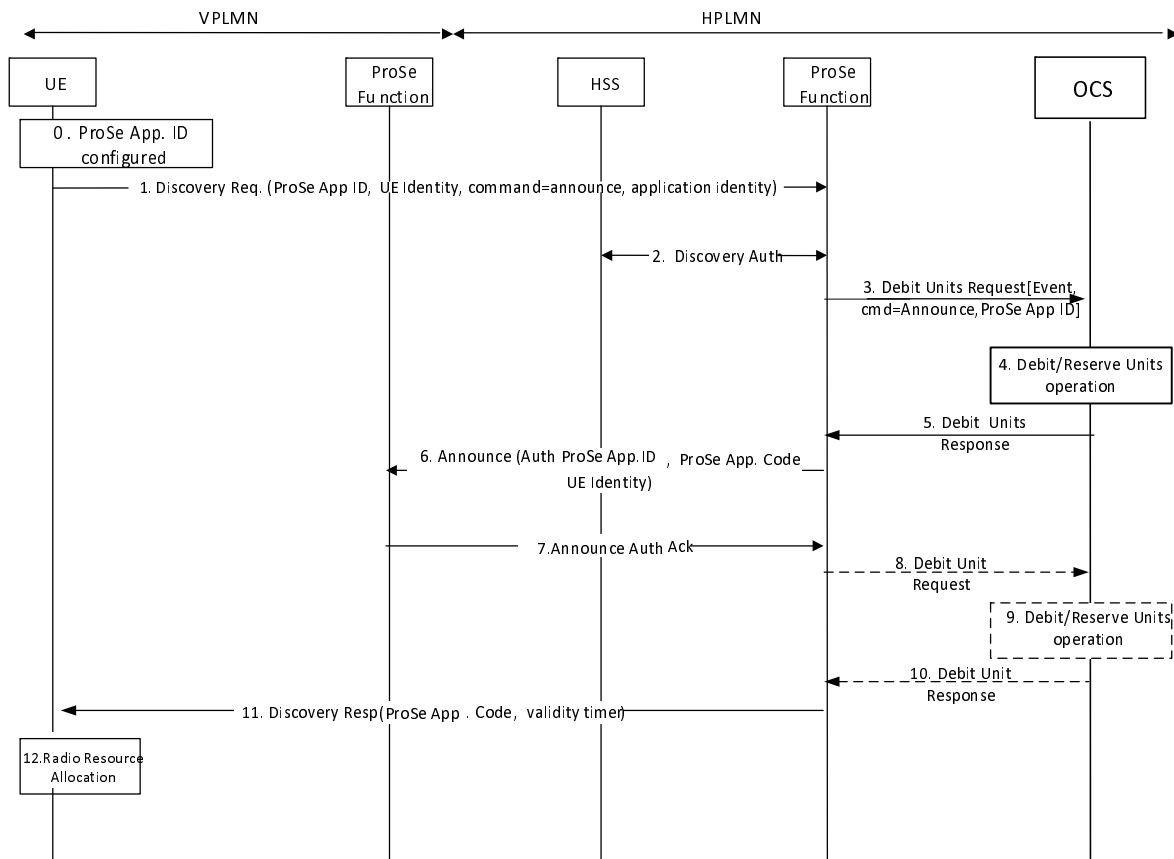 VPLMN
HPLMN
UE
ProSe
Function
HSS
ProSe
Function
OCS
0 . ProSe App. ID
configured
1. Discovery Req. (ProSe App ID, UE Identity, command=announce, application identity)
2. Discovery Auth
3. Debit Units Request[Event,
cmd=Announce,ProSe App ID]
4. Debit/Reserve Units
operation
5. Debit Units
Response
6. Announce (Auth ProSe App.ID , ProSe App. Code
UE Identity)
7.Announce Auth Ack
8. Debit Unit
Request
9. Debit/Reserve Units
operation
10. Debit Unit
Response
11. Discovery Resp(ProSe App . Code, validity timer)
12.Radio Resource
Allocation